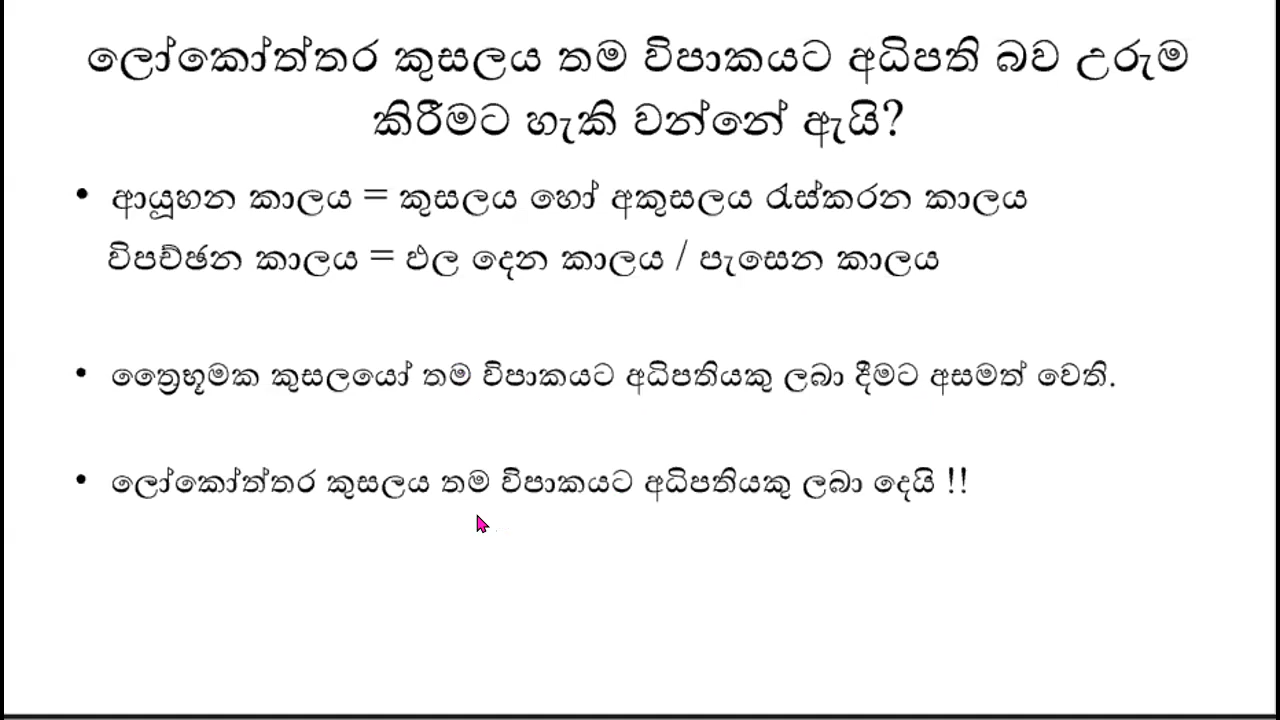 ලෝකෝත්තර කුසලය තම විපාකයට අධිපති බව උරුම
කිරීමට හැකි වන්නේ ඇයි?
• ආයූහන කාලය = කුසලය හෝ අකුසලය රැස්කරන කාලය
විපච්ඡන කාලය = ඵල දෙන කාලය / පැසෙන කාලය
• ත්‍රෛභූමක කුසලයෝ තම විපාකයට අධිපතියකු ලබා දීමට අසමත් වෙති.
• ලෝකෝත්තර කුසලය තම විපාකයට අධිපතියකු ලබා දෙයි !!